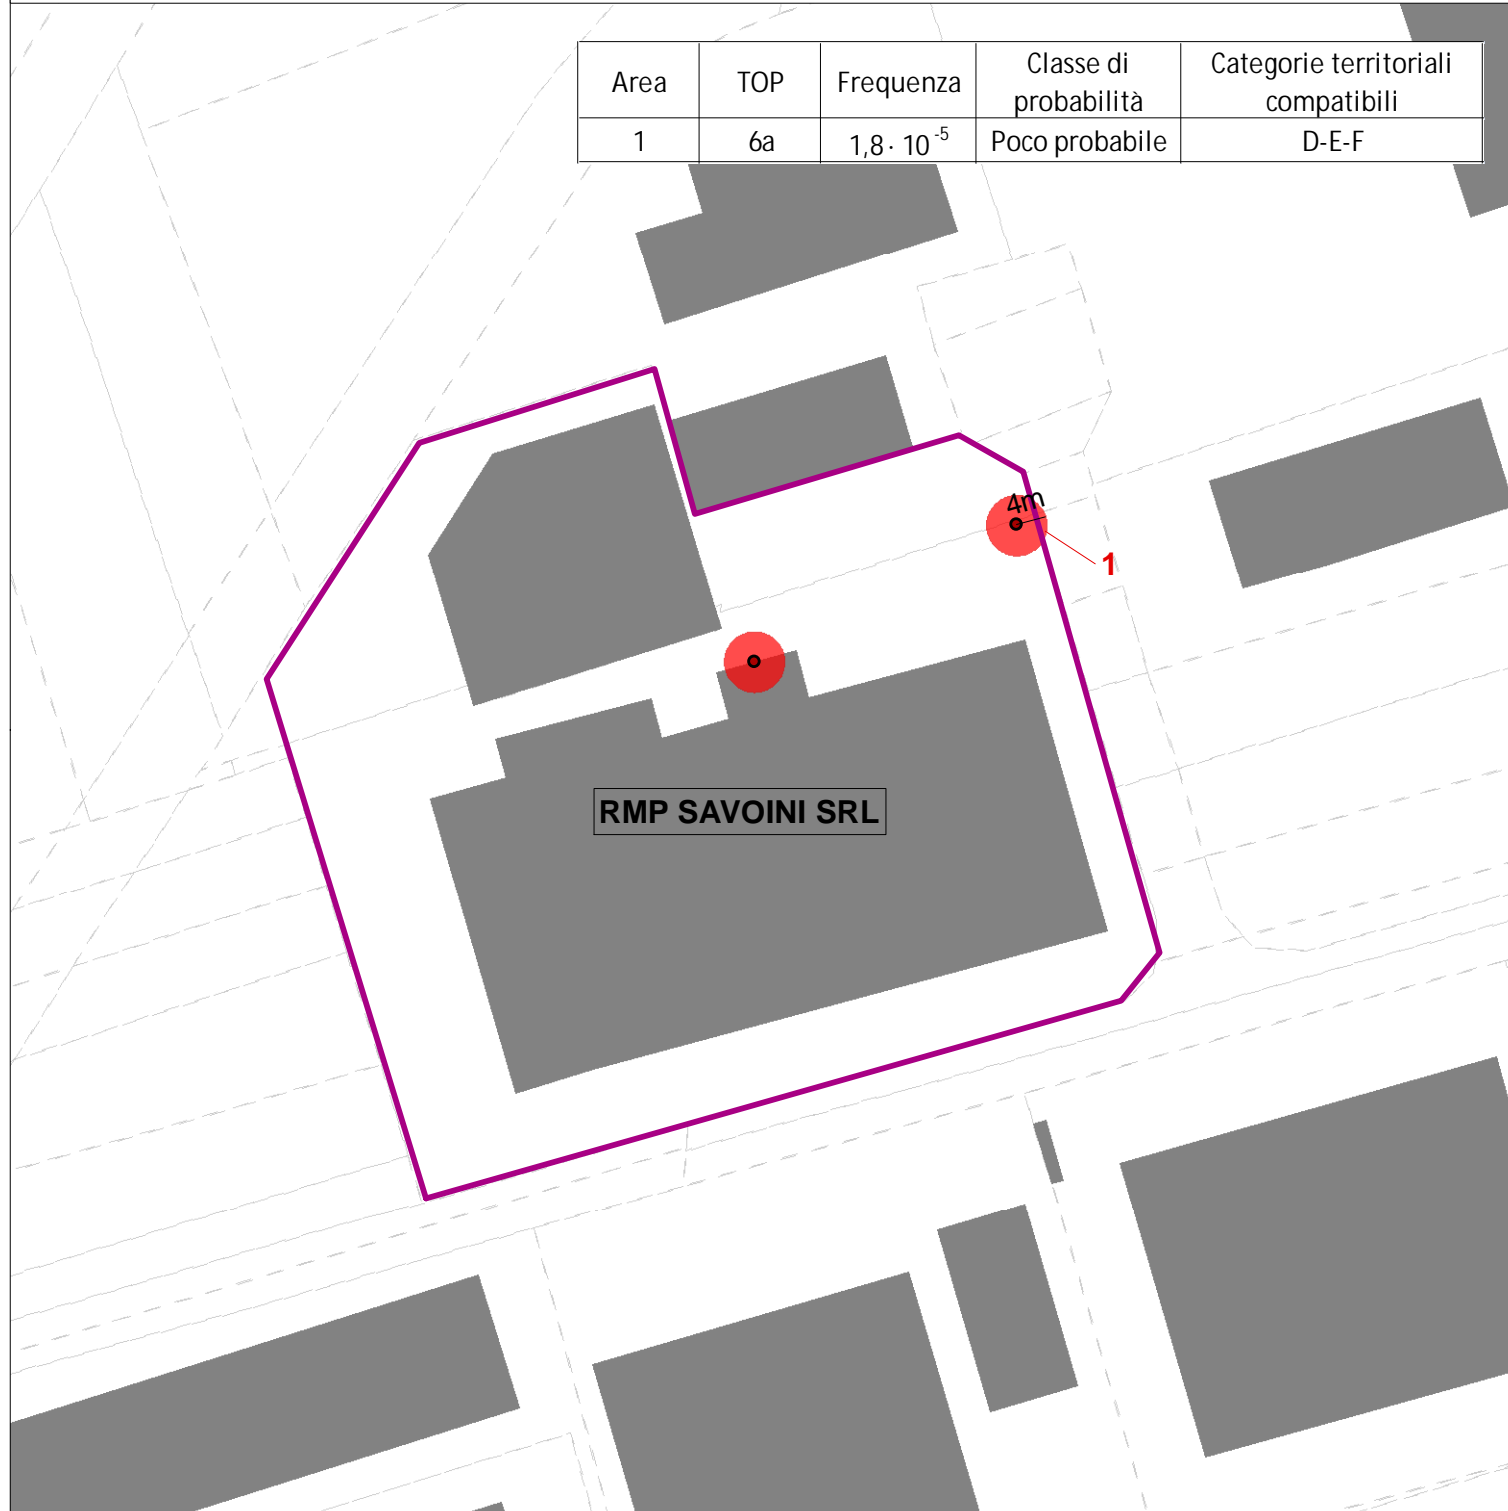 Area TOP Frequenza Classe di probabilità Categorie territoriali compatibili
1 6a 1,8 · 10⁻⁵ Poco probabile D-E-F
4m
1
RMP SAVOINI SRL